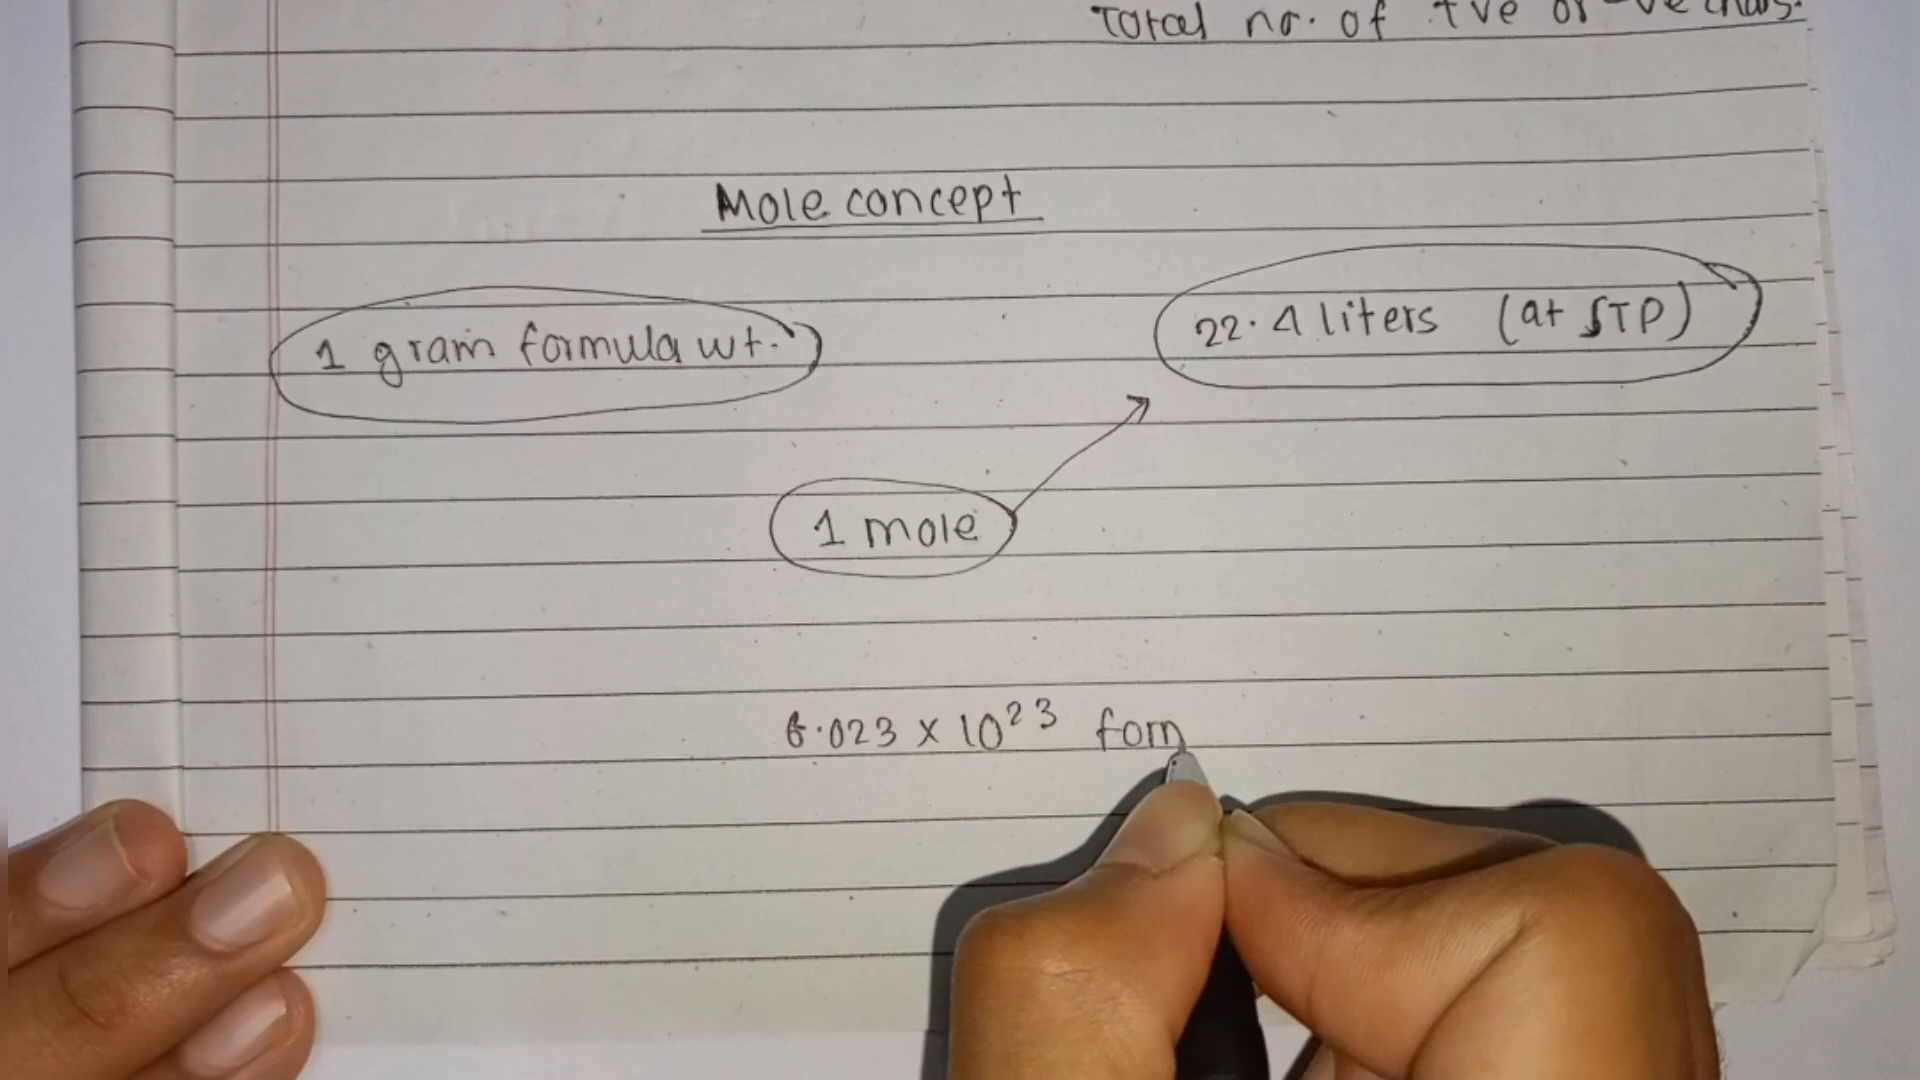 Total no. of +ve or -ve
Mole concept
1 gram formula wt.
22.4 liters (at STP)
1 mole
6.023 x 10²³ fom